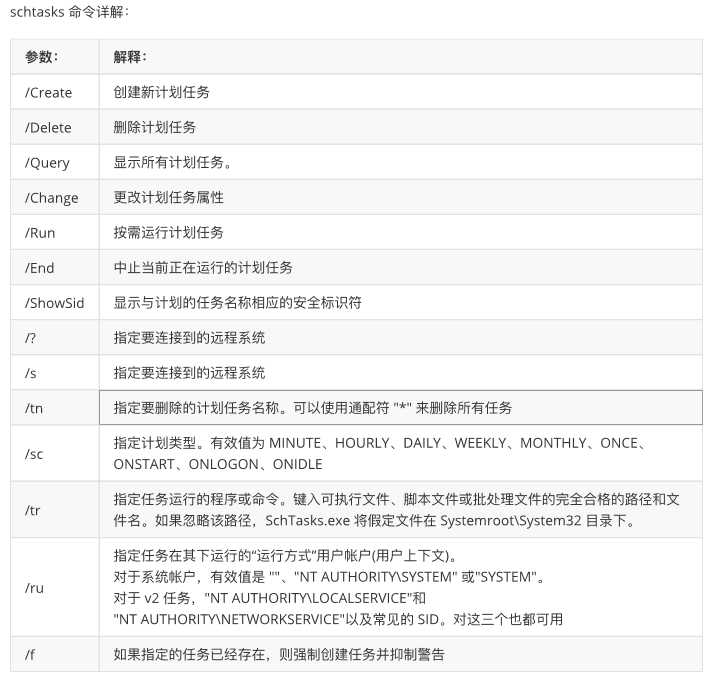 schtasks 命令详解：
参数： 解释：
/Create 创建新计划任务
/Delete 删除计划任务
/Query 显示所有计划任务。
/Change 更改计划任务属性
/Run 按需运行计划任务
/End 中止当前正在运行的计划任务
/ShowSid 显示与计划的任务名称相应的安全标识符
/? 指定要连接到的远程系统
/s 指定要连接到的远程系统
/tn 指定要删除的计划任务名称。可以使用通配符 "*" 来删除所有任务
/sc 指定计划类型。有效值为 MINUTE、HOURLY、DAILY、WEEKLY、MONTHLY、ONCE、
ONSTART、ONLOGON、ONIDLE
/tr 指定任务运行的程序或命令。键入可执行文件、脚本文件或批处理文件的完全合格的路径和文
件名。如果忽略该路径，SchTasks.exe 将假定文件在 Systemroot\System32 目录下。
/ru 指定任务在其下运行的“运行方式”用户帐户(用户上下文)。
对于系统帐户，有效值是 ""、"NT AUTHORITY\SYSTEM" 或"SYSTEM"。
对于 v2 任务，"NT AUTHORITY\LOCALSERVICE"和
"NT AUTHORITY\NETWORKSERVICE"以及常见的 SID。对这三个也都可用
/f 如果指定的任务已经存在，则强制创建任务并抑制警告